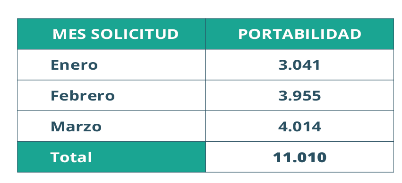 MES SOLICITUD PORTABILIDAD
Enero 3.041
Febrero 3.955
Marzo 4.014
Total 11.010